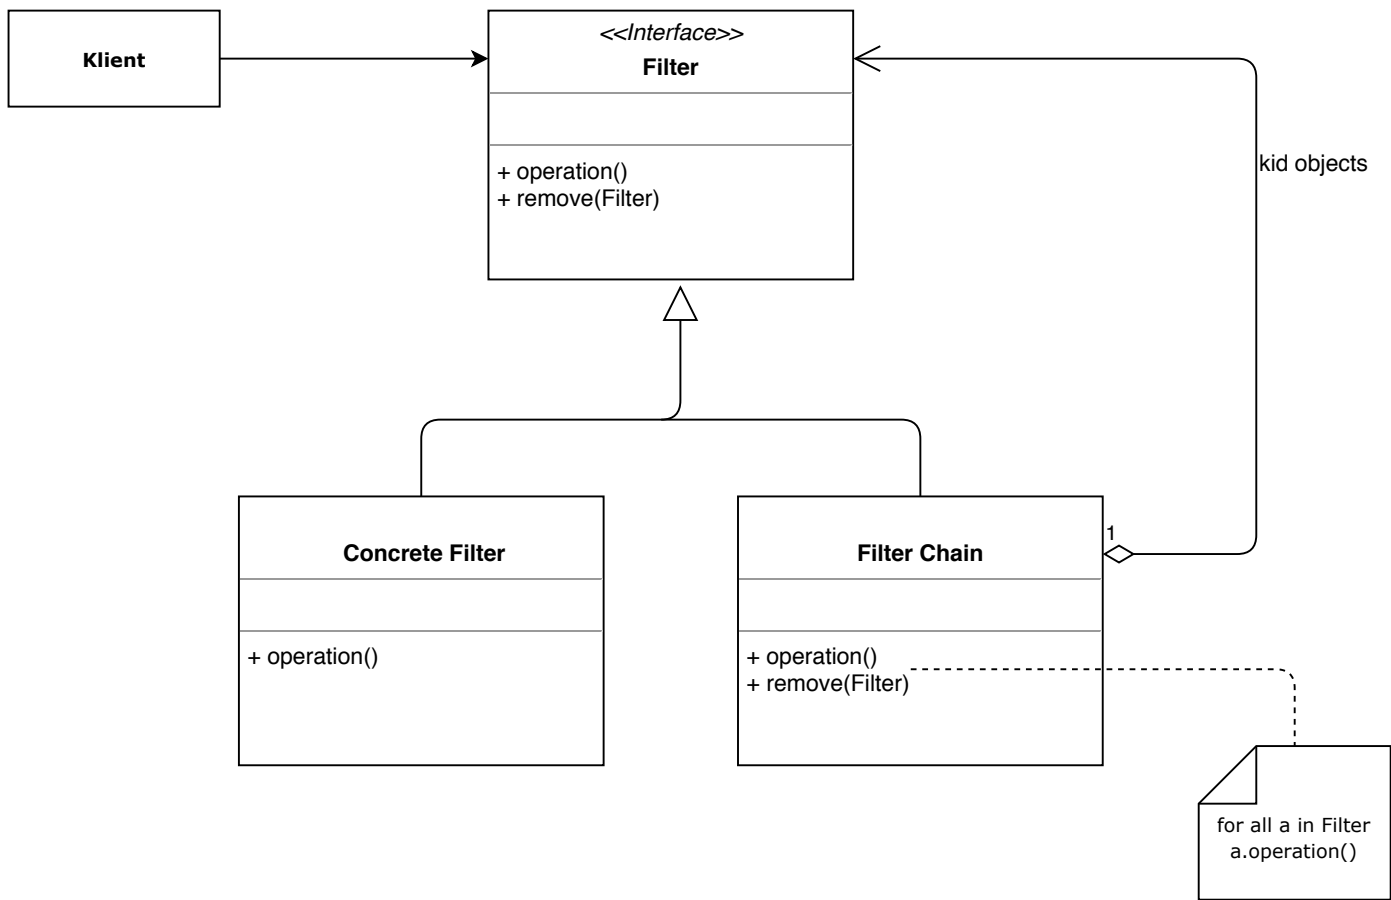 Klient
<<Interface>>
Filter
+ operation()
+ remove(Filter)
kid objects
1
Concrete Filter
+ operation()
Filter Chain
+ operation()
+ remove(Filter)
for all a in Filter
a.operation()